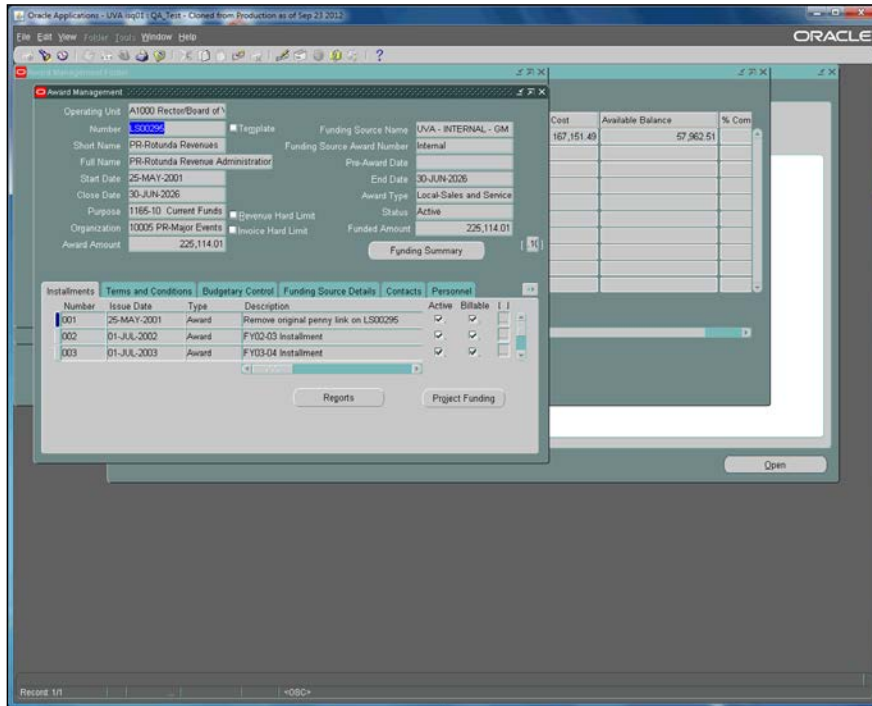 Oracle Applications - UVA isq01 : QA_Test - Cloned from Production as of Sep 23 2012
File Edit View Folder Tools Window Help
ORACLE
Award Management Folder
Award Management
Operating Unit A1000 Rector/Board of V
Number LS00295 Template Funding Source Name UVA - INTERNAL - GM
Short Name PR-Rotunda Revenues Funding Source Award Number Internal
Full Name PR-Rotunda Revenue Administration Pre-Award Date
Start Date 25-MAY-2001 End Date 30-JUN-2026
Close Date 30-JUN-2026 Award Type Local-Sales and Service
Purpose 1165-10 Current Funds Revenue Hard Limit Status Active
Organization 10005 PR-Major Events Invoice Hard Limit Funded Amount 225,114.01
Award Amount 225,114.01 Funding Summary
Cost Available Balance % Com
167,151.49 57,962.51
Installments Terms and Conditions Budgetary Control Funding Source Details Contacts Personnel
Number Issue Date Type Description Active Billable [ ]
001 25-MAY-2001 Award Remove original penny link on LS00295
002 01-JUL-2002 Award FY02-03 Installment
003 01-JUL-2003 Award FY03-04 Installment
Reports Project Funding
Open
Record: 1/1 ... <OSC>